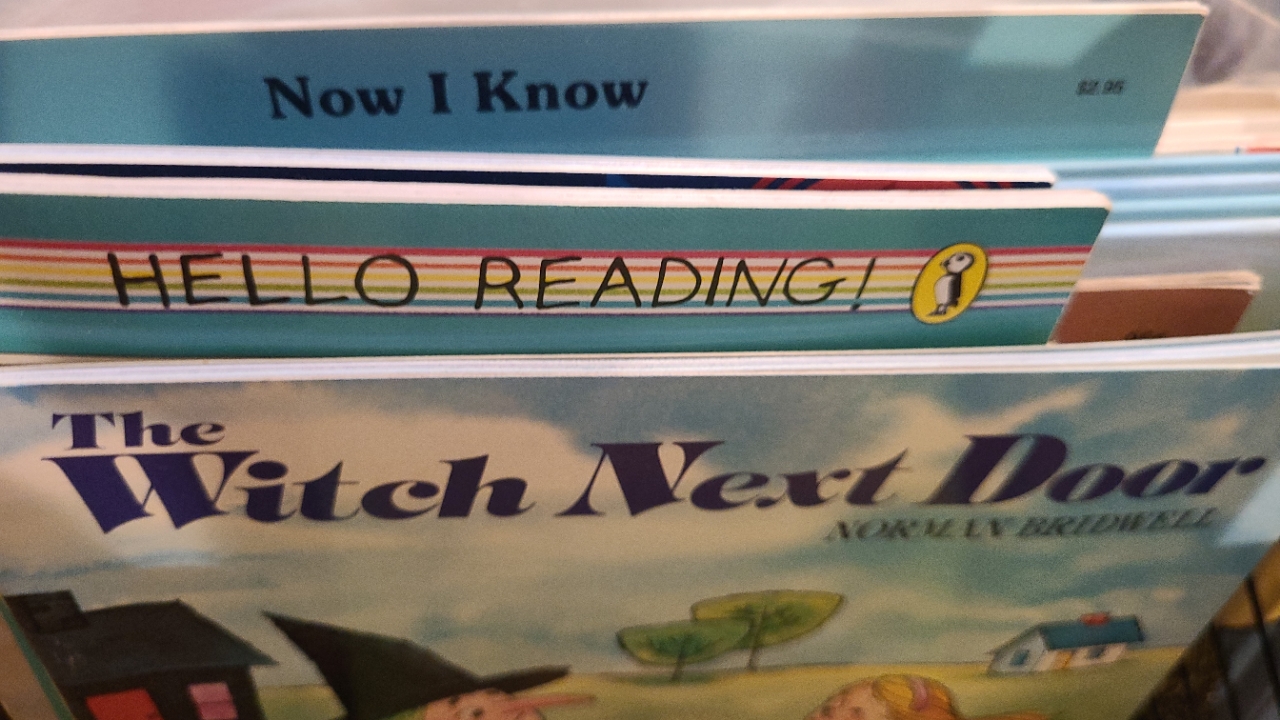 Now I Know
$2.95
HELLO READING!
The
Witch Next Door
NORMAN BRIDWELL